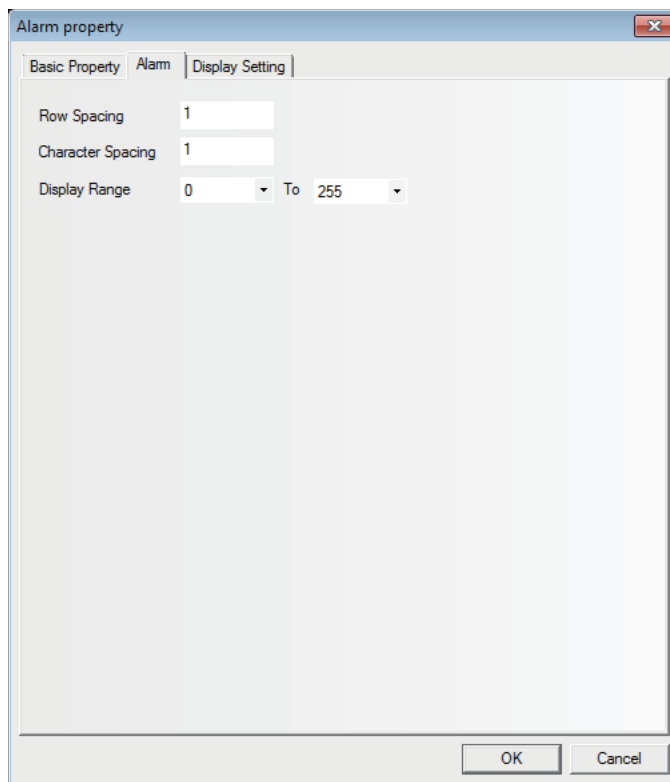 Alarm property
Basic Property Alarm Display Setting
Row Spacing 1
Character Spacing 1
Display Range 0 To 255
OK Cancel